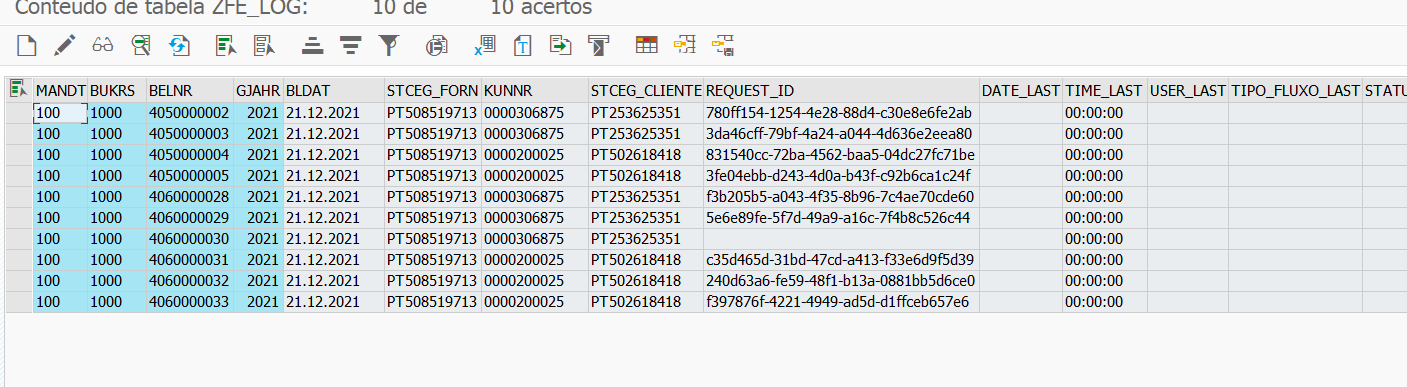 Conteúdo de tabela ZFE_LOG: 10 de 10 acertos
MANDT BUKRS BELNR GJAHR BLDAT STCEG_FORN KUNNR STCEG_CLIENTE REQUEST_ID DATE_LAST TIME_LAST USER_LAST TIPO_FLUXO_LAST STATU
100 1000 4050000002 2021 21.12.2021 PT508519713 0000306875 PT253625351 780ff154-1254-4e28-88d4-c30e8e6fe2ab 00:00:00
100 1000 4050000003 2021 21.12.2021 PT508519713 0000306875 PT253625351 3da46cff-79bf-4a24-a044-4d636e2eea80 00:00:00
100 1000 4050000004 2021 21.12.2021 PT508519713 0000200025 PT502618418 831540cc-72ba-4562-baa5-04dc27fc71be 00:00:00
100 1000 4050000005 2021 21.12.2021 PT508519713 0000200025 PT502618418 3fe04ebb-d243-4d0a-b43f-c92b6ca1c24f 00:00:00
100 1000 4060000028 2021 21.12.2021 PT508519713 0000306875 PT253625351 f3b205b5-a043-4f35-8b96-7c4ae70cde60 00:00:00
100 1000 4060000029 2021 21.12.2021 PT508519713 0000306875 PT253625351 5e6e89fe-5f7d-49a9-a16c-7f4b8c526c44 00:00:00
100 1000 4060000030 2021 21.12.2021 PT508519713 0000306875 PT253625351 00:00:00
100 1000 4060000031 2021 21.12.2021 PT508519713 0000200025 PT502618418 c35d465d-31bd-47cd-a413-f33e6d9f5d39 00:00:00
100 1000 4060000032 2021 21.12.2021 PT508519713 0000200025 PT502618418 240d63a6-fe59-48f1-b13a-0881bb5d6ce0 00:00:00
100 1000 4060000033 2021 21.12.2021 PT508519713 0000200025 PT502618418 f397876f-4221-4949-ad5d-d1ffceb657e6 00:00:00